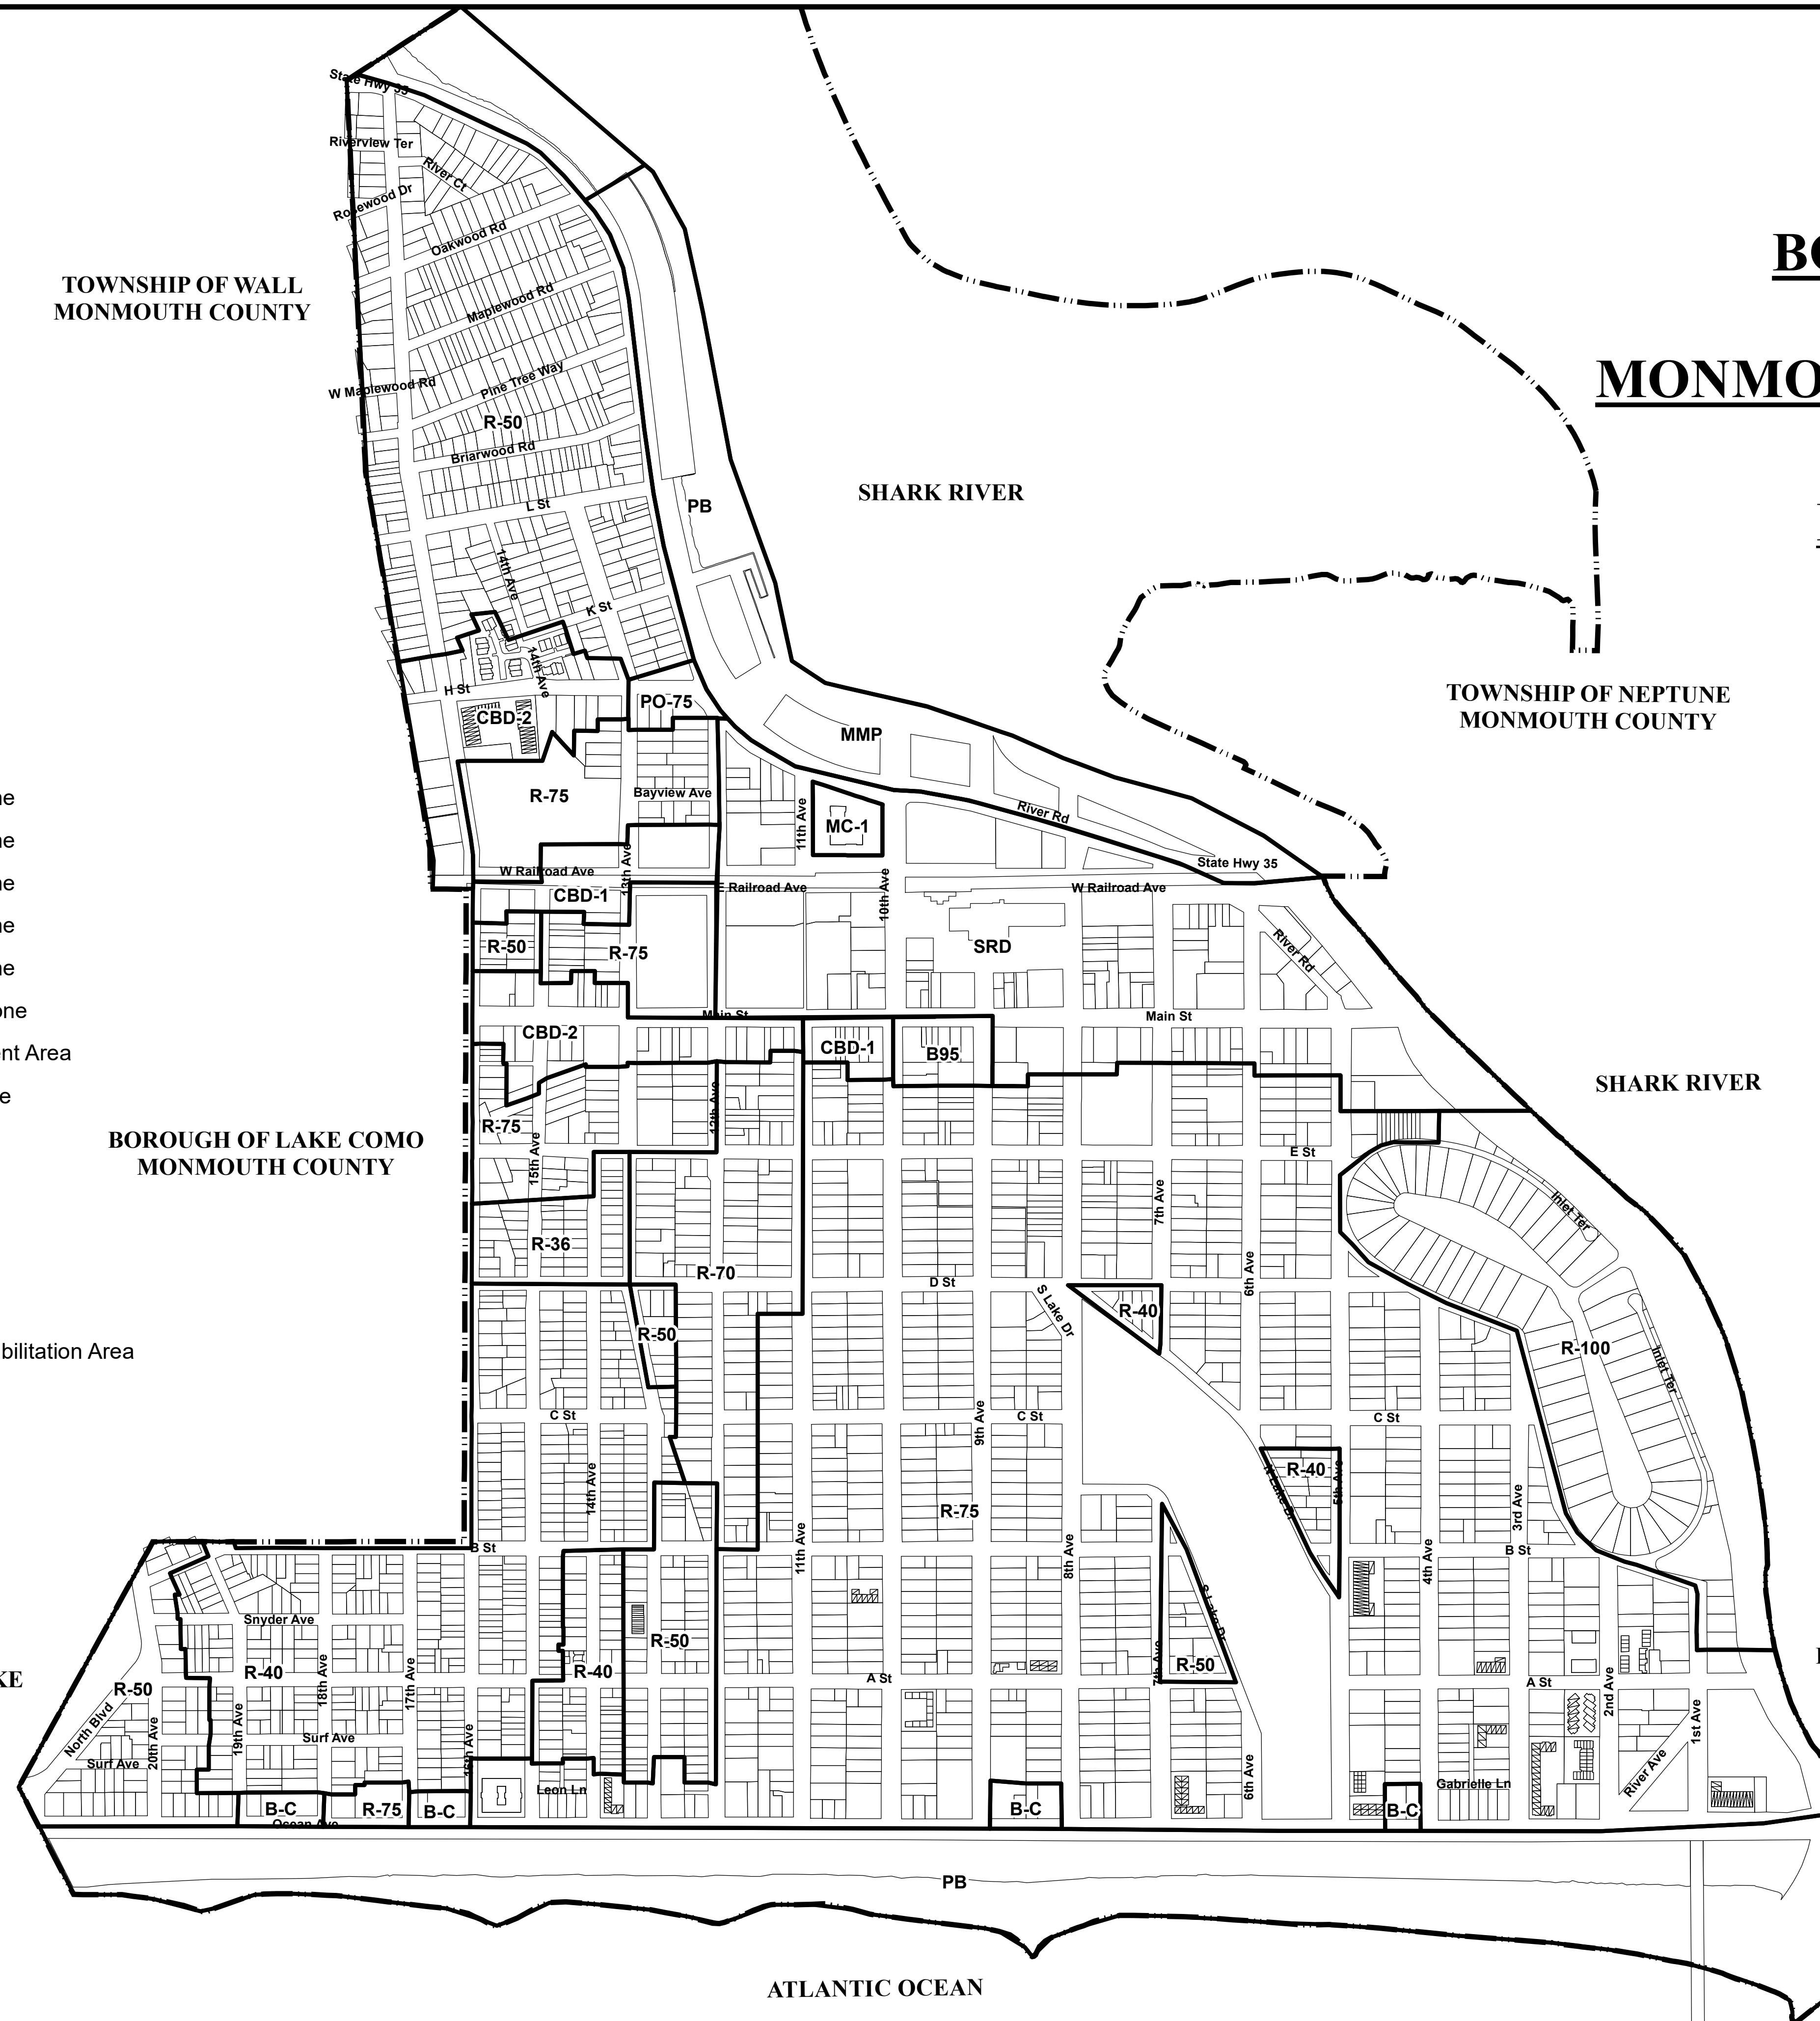 State Hwy 35
Riverview Ter
River Ct
Rosewood Dr
Oakwood Rd
BO
TOWNSHIP OF WALL
MONMOUTH COUNTY
Maplewood Rd
W Maplewood Rd
Pine Tree Way
MONMO
R-50
Briarwood Rd
L St
PB
SHARK RIVER
14th Ave
K St
14th Ave
H St
CBD-2
PO-75
MMP
TOWNSHIP OF NEPTUNE
MONMOUTH COUNTY
ne
R-75
Bayview Ave
11th Ave
MC-1
River Rd
ne
State Hwy 35
W Railroad Ave
13th Ave
E Railroad Ave
W Railroad Ave
ne
CBD-1
10th Ave
ne
R-50
R-75
SRD
River Rd
ne
one
Main St
Main St
CBD-2
CBD-1
B95
ent Area
SHARK RIVER
e
12th Ave
R-75
BOROUGH OF LAKE COMO
MONMOUTH COUNTY
15th Ave
E St
7th Ave
Inlet Ter
R-36
R-70
D St
6th Ave
S Lake Dr
R-40
R-50
R-100
Inlet Ter
bilitation Area
C St
9th Ave
C St
C St
R-40
14th Ave
N Lake Dr
5th Ave
R-75
3rd Ave
B St
11th Ave
8th Ave
4th Ave
B St
Snyder Ave
S Lake Dr
R-50
R-40
R-40
18th Ave
17th Ave
KE
R-50
A St
7th Ave
R-50
A St
2nd Ave
North Blvd
20th Ave
19th Ave
Surf Ave
16th Ave
1st Ave
Surf Ave
6th Ave
River Ave
Leon Ln
Gabrielle Ln
B-C
R-75
B-C
B-C
B-C
Ocean Ave
PB
ATLANTIC OCEAN